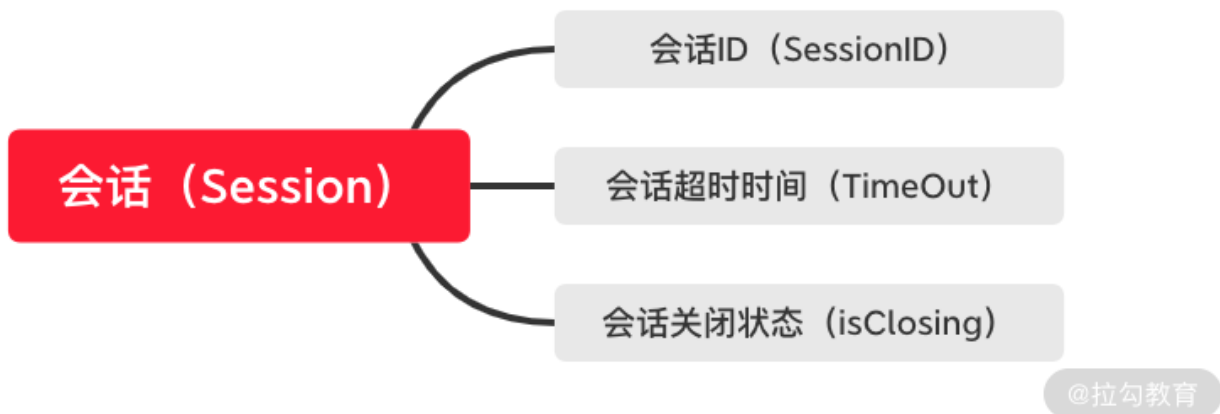 会话ID（SessionID）
会话（Session）
会话超时时间（TimeOut）
会话关闭状态（isClosing）
@拉勾教育